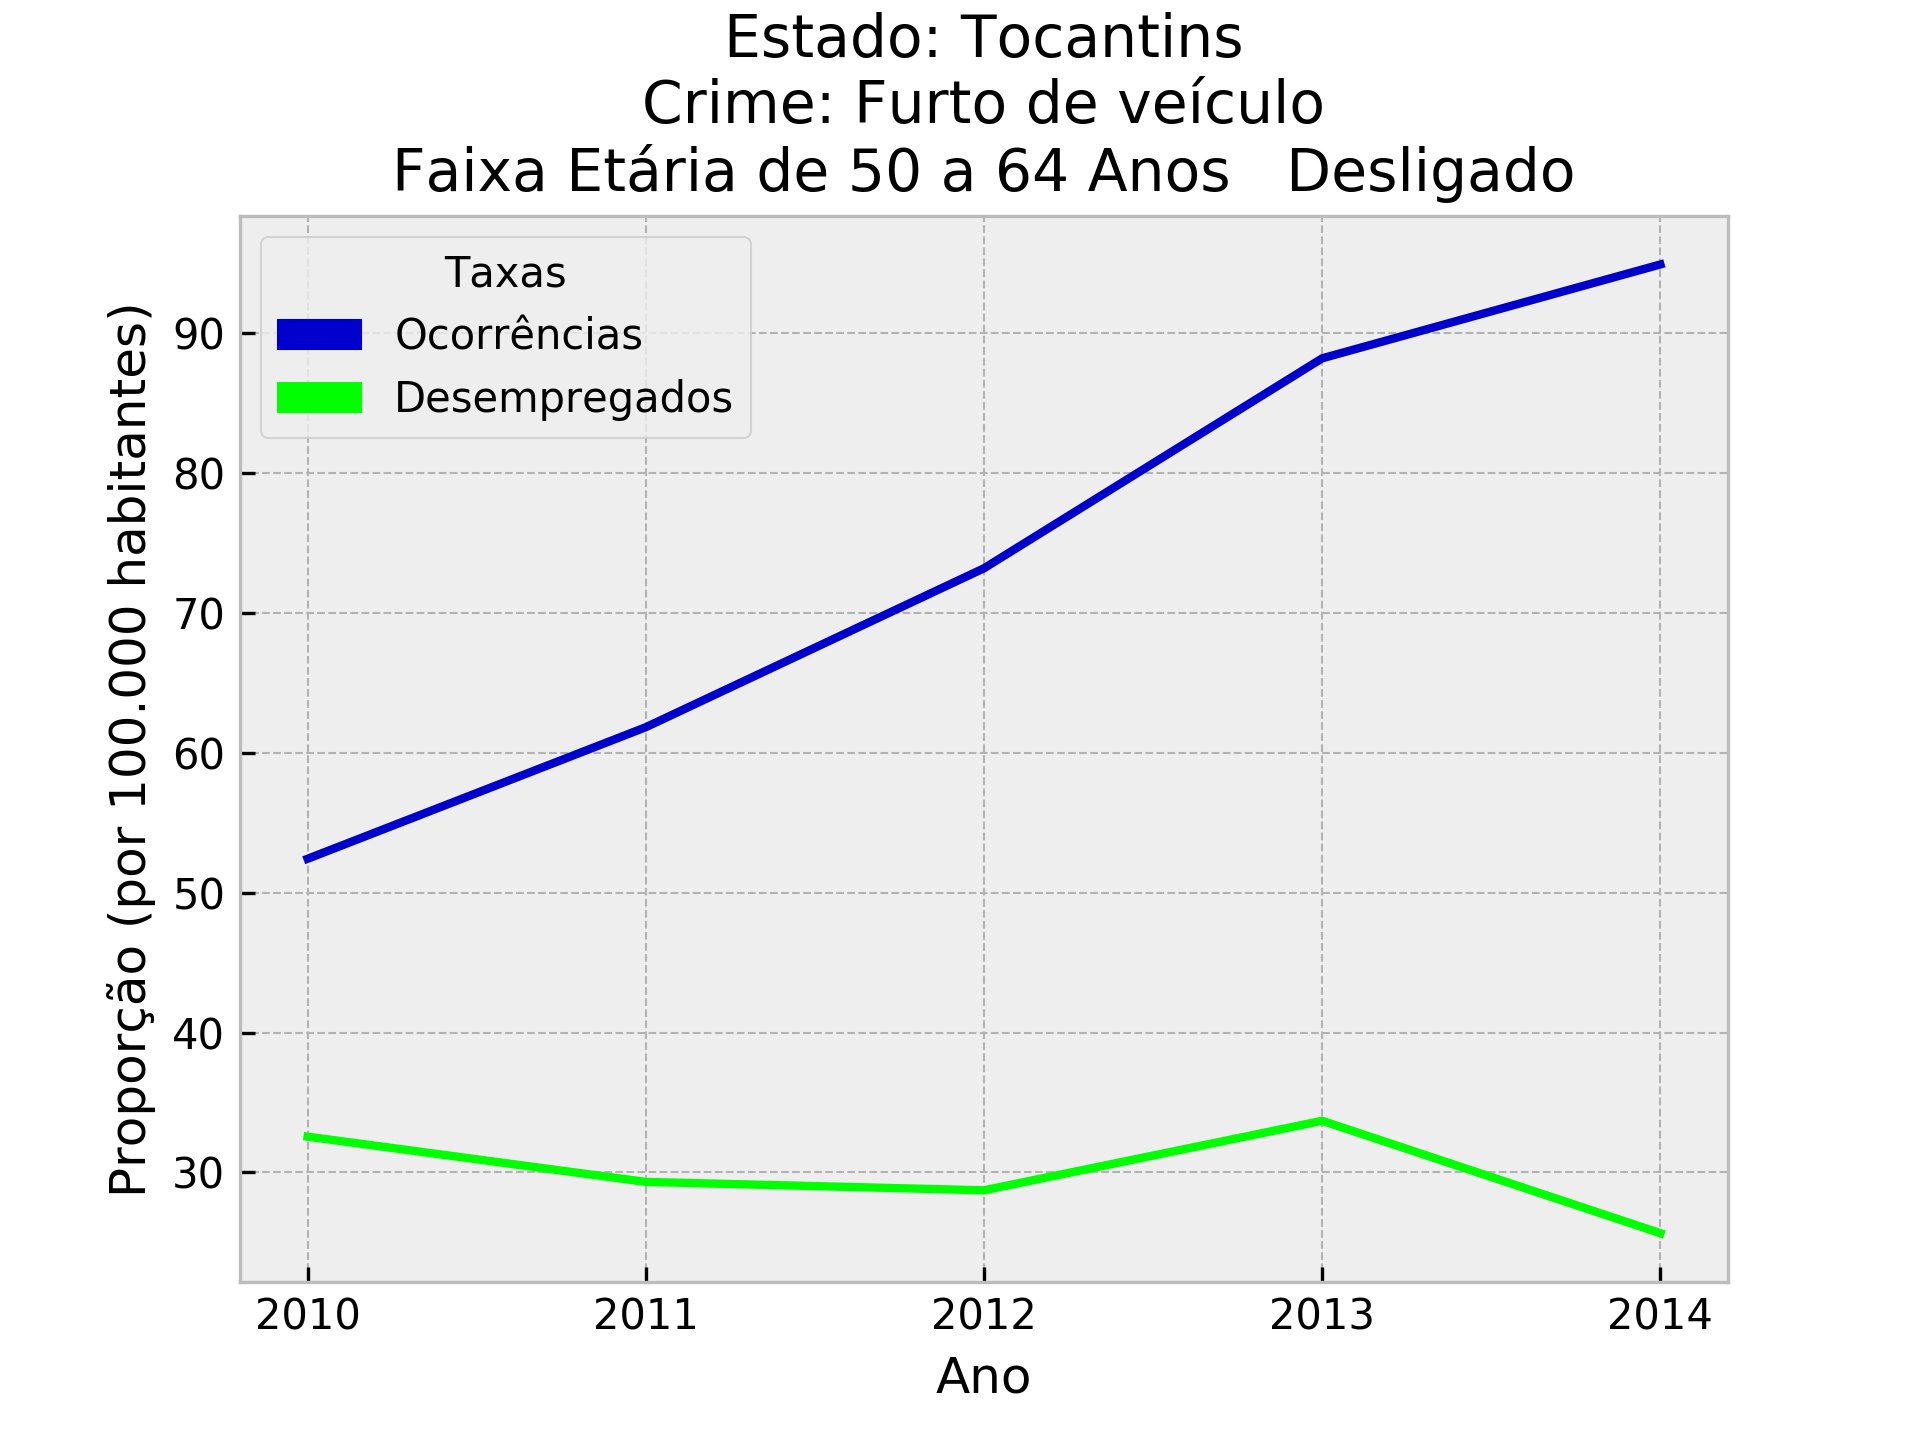 Estado: Tocantins
Crime: Furto de veículo
Faixa Etária de 50 a 64 Anos   Desligado
Taxas
Ocorrências
Desempregados
Proporção (por 100.000 habitantes)
90
80
70
60
50
40
30
2010 2011 2012 2013 2014
Ano